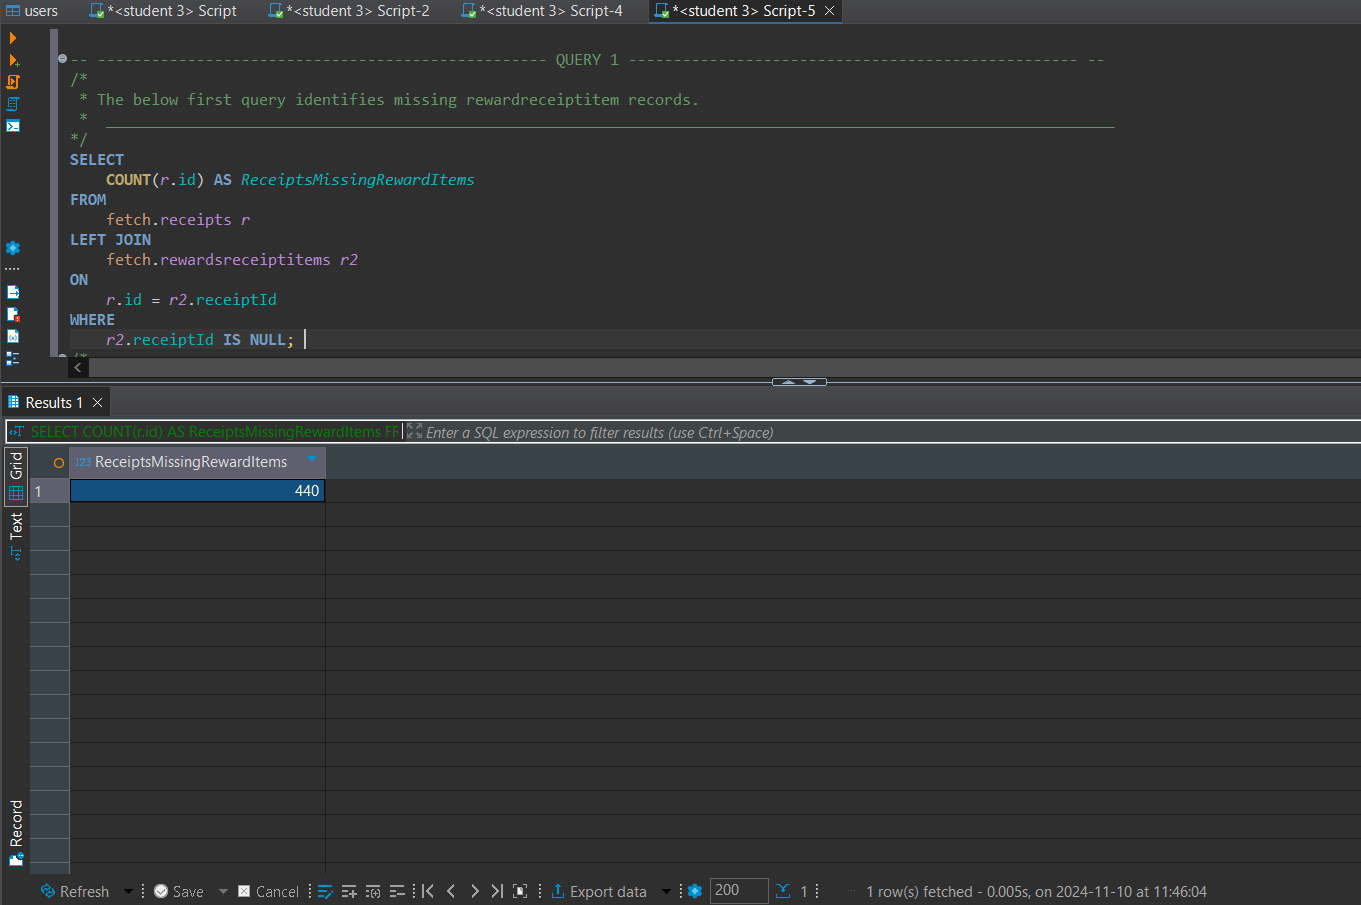 users *<student 3> Script *<student 3> Script-2 *<student 3> Script-4 *<student 3> Script-5
-- -------------------------------------------------- QUERY 1 -------------------------------------------------- --
/*
* The below first query identifies missing rewardreceiptitem records.
* ________________________________________________________________________________________________________________
*/
SELECT
COUNT(r.id) AS ReceiptsMissingRewardItems
FROM
fetch.receipts r
LEFT JOIN
fetch.rewardsreceiptitems r2
ON
r.id = r2.receiptId
WHERE
r2.receiptId IS NULL;
/*
Results 1
SELECT COUNT(r.id) AS ReceiptsMissingRewardItems FF Enter a SQL expression to filter results (use Ctrl+Space)
Grid
Text
Record
123 ReceiptsMissingRewardItems
1 440
Refresh Save Cancel Export data 200 1 1 row(s) fetched - 0.005s, on 2024-11-10 at 11:46:04